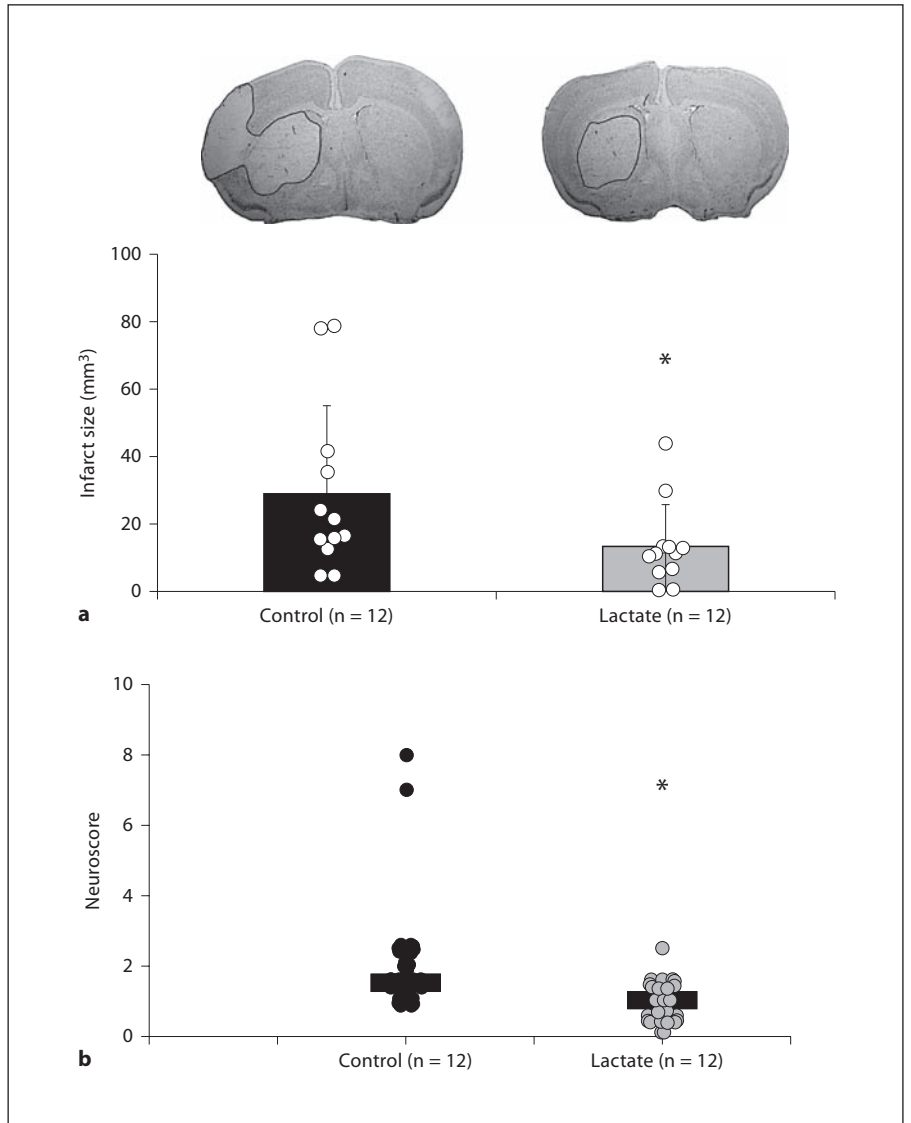 100
80
60
40
20
0
Infarct size (mm³)
*
a
Control (n = 12)
Lactate (n = 12)
10
8
6
4
2
0
Neuroscore
*
b
Control (n = 12)
Lactate (n = 12)